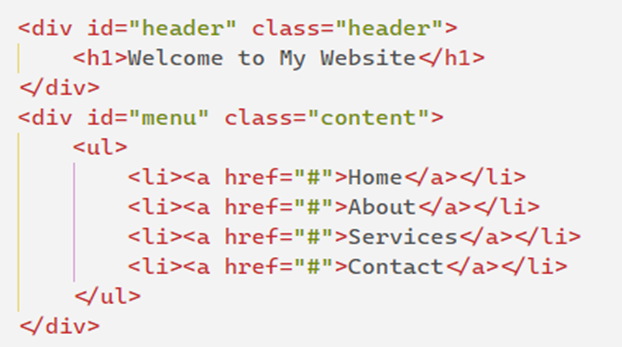 <div id="header" class="header">
    <h1>Welcome to My Website</h1>
</div>
<div id="menu" class="content">
    <ul>
        <li><a href="#">Home</a></li>
        <li><a href="#">About</a></li>
        <li><a href="#">Services</a></li>
        <li><a href="#">Contact</a></li>
    </ul>
</div>